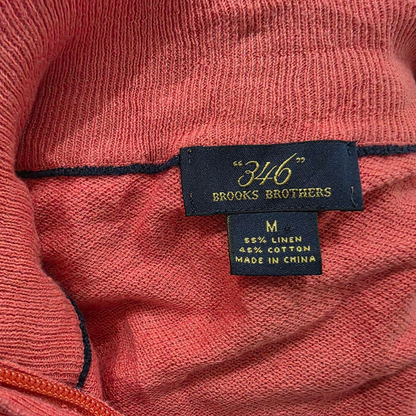 "346"
BROOKS BROTHERS
M
55% LINEN
45% COTTON
MADE IN CHINA